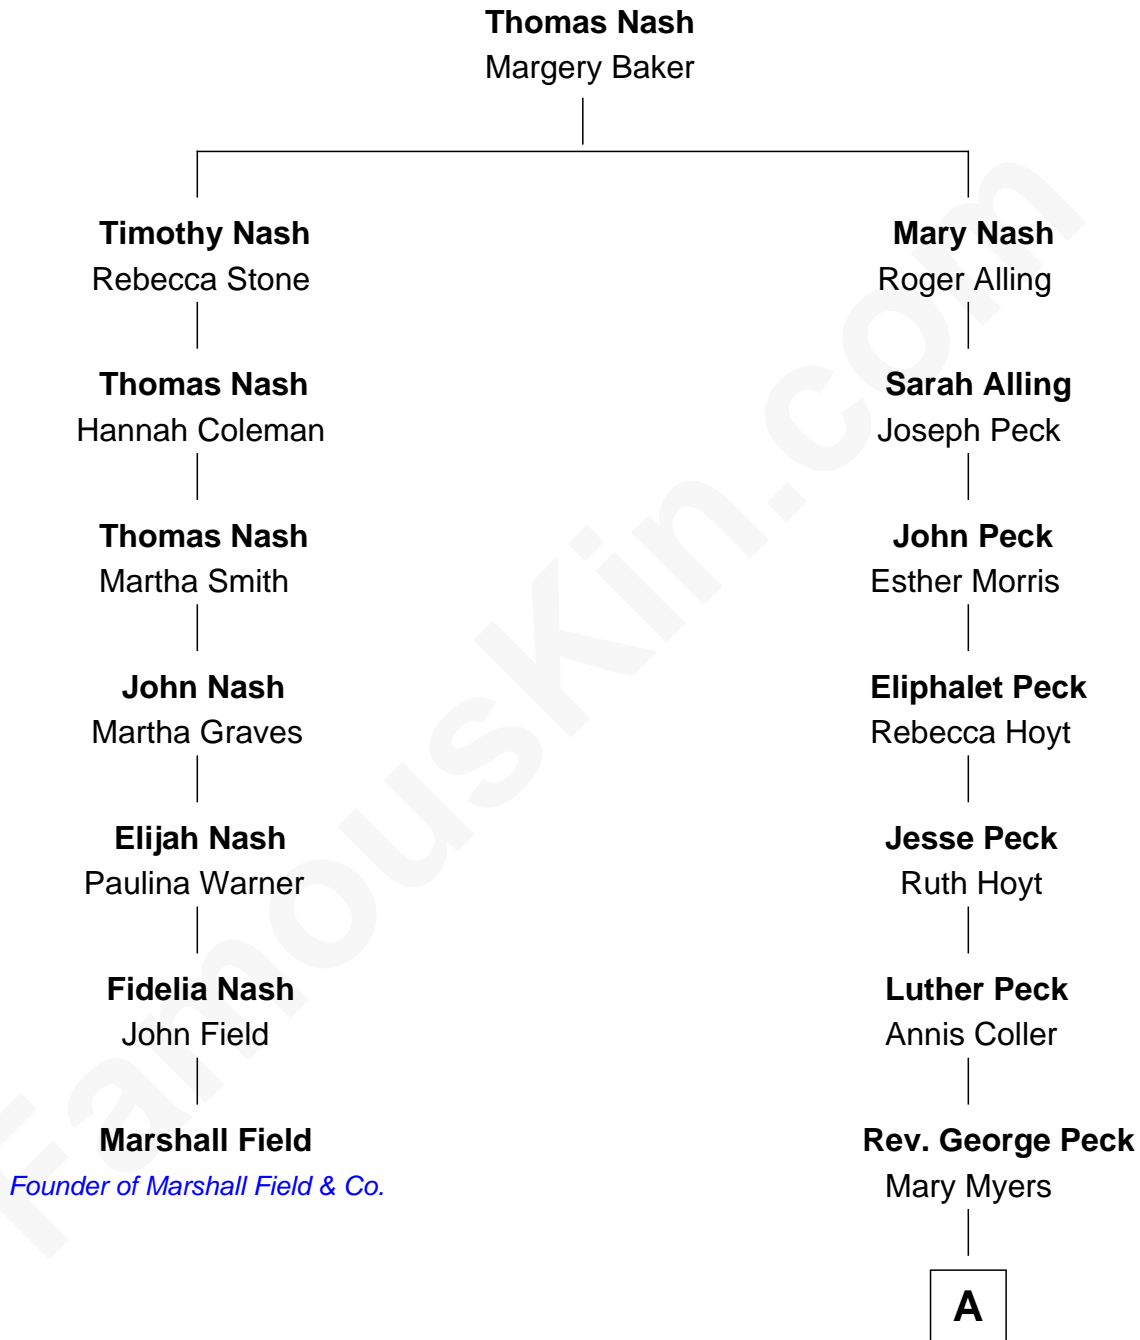 Thomas Nash
Margery Baker
Timothy Nash
Rebecca Stone
Mary Nash
Roger Alling
Thomas Nash
Hannah Coleman
Sarah Alling
Joseph Peck
Thomas Nash
Martha Smith
John Peck
Esther Morris
John Nash
Martha Graves
Eliphalet Peck
Rebecca Hoyt
Elijah Nash
Paulina Warner
Jesse Peck
Ruth Hoyt
Fidelia Nash
John Field
Luther Peck
Annis Coller
Marshall Field
Founder of Marshall Field & Co.
Rev. George Peck
Mary Myers
A
FamousKin.com